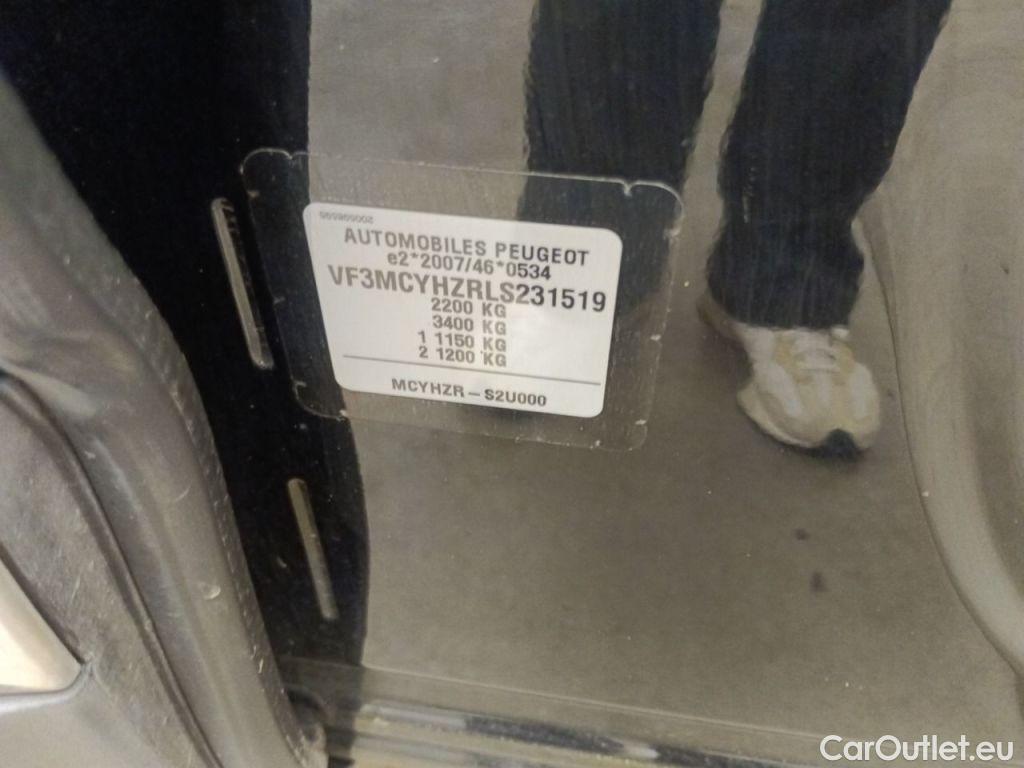 AUTOMOBILES PEUGEOT
e2*2007/46*0534
VF3MCYHZRLS231519
2200 KG
3400 KG
1 1150 KG
2 1200 KG
MCYHZR - S2U000
CarOutlet.eu